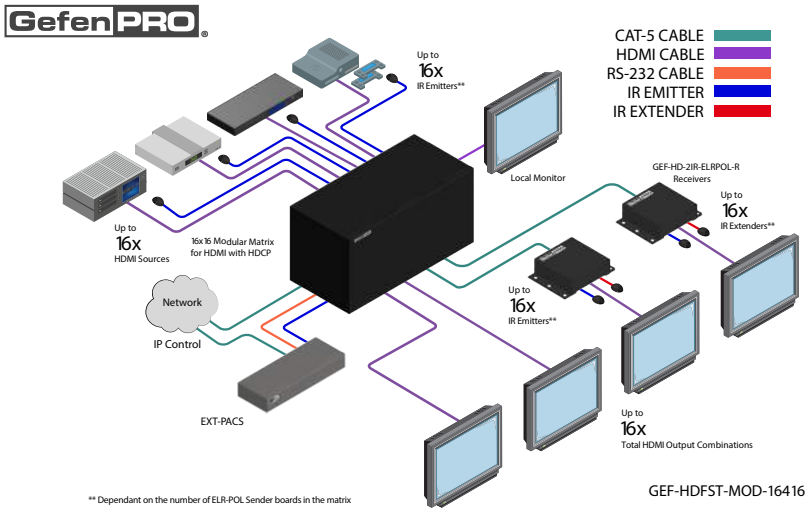 GefenPRO®
CAT-5 CABLE
HDMI CABLE
RS-232 CABLE
IR EMITTER
IR EXTENDER
Up to
16x
IR Emitters**
Local Monitor
GEF-HD-2IR-ELRPOL-R
Receivers
Up to
16x
IR Extenders**
Up to
16x
HDMI Sources
16x16 Modular Matrix
for HDMI with HDCP
Up to
16x
IR Emitters**
Network
IP Control
EXT-PACS
Up to
16x
Total HDMI Output Combinations
** Dependant on the number of ELR-POL Sender boards in the matrix
GEF-HDFST-MOD-16416